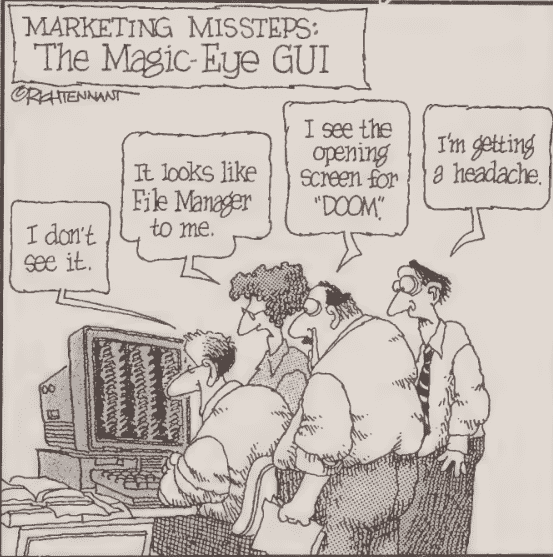 MARKETING MISSTEPS:
The Magic-Eye GUI
©RICHTENNANT
I don't
see it.
It looks like
File Manager
to me.
I see the
opening
screen for
"DOOM".
I'm getting
a headache.